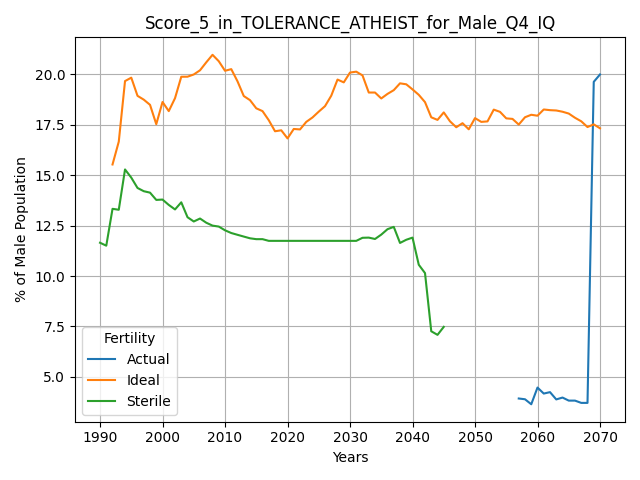 Score_5_in_TOLERANCE_ATHEIST_for_Male_Q4_IQ
% of Male Population
20.0
17.5
15.0
12.5
10.0
7.5
5.0
Fertility
Actual
Ideal
Sterile
1990 2000 2010 2020 2030 2040 2050 2060 2070
Years